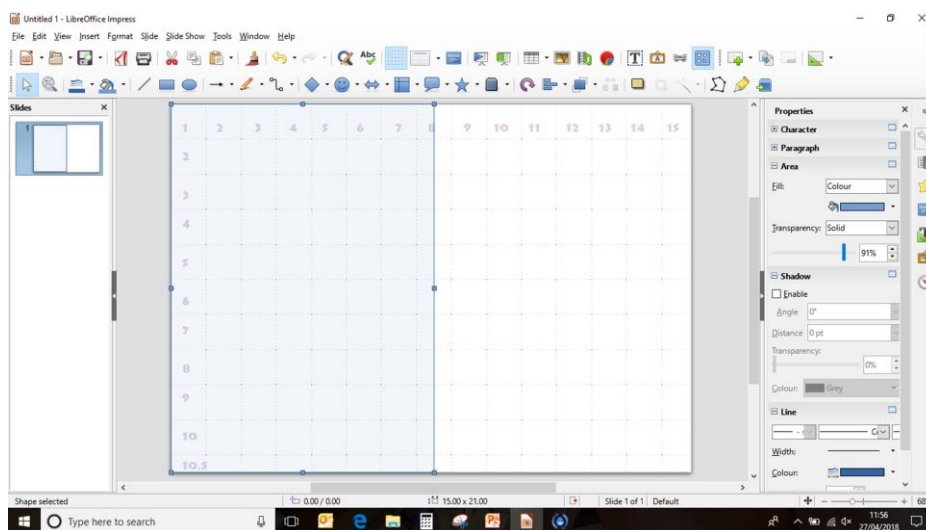 Untitled 1 - LibreOffice Impress
File Edit View Insert Format Slide Slide Show Tools Window Help
Abc
Slides
1
1 2 3 4 5 6 7 8 9 10 11 12 13 14 15
2
3
4
5
6
7
8
9
10
10.5
Properties
Character
Paragraph
Area
Fill: Colour
Transparency: Solid
91%
Shadow
Enable
Angle 0°
Distance 0 pt
Transparency:
0%
Colour: Grey
Line
Width:
Colour:
Shape selected 0.00 / 0.00 15.00 x 21.00 Slide 1 of 1 Default
Type here to search
11:56
27/04/2018